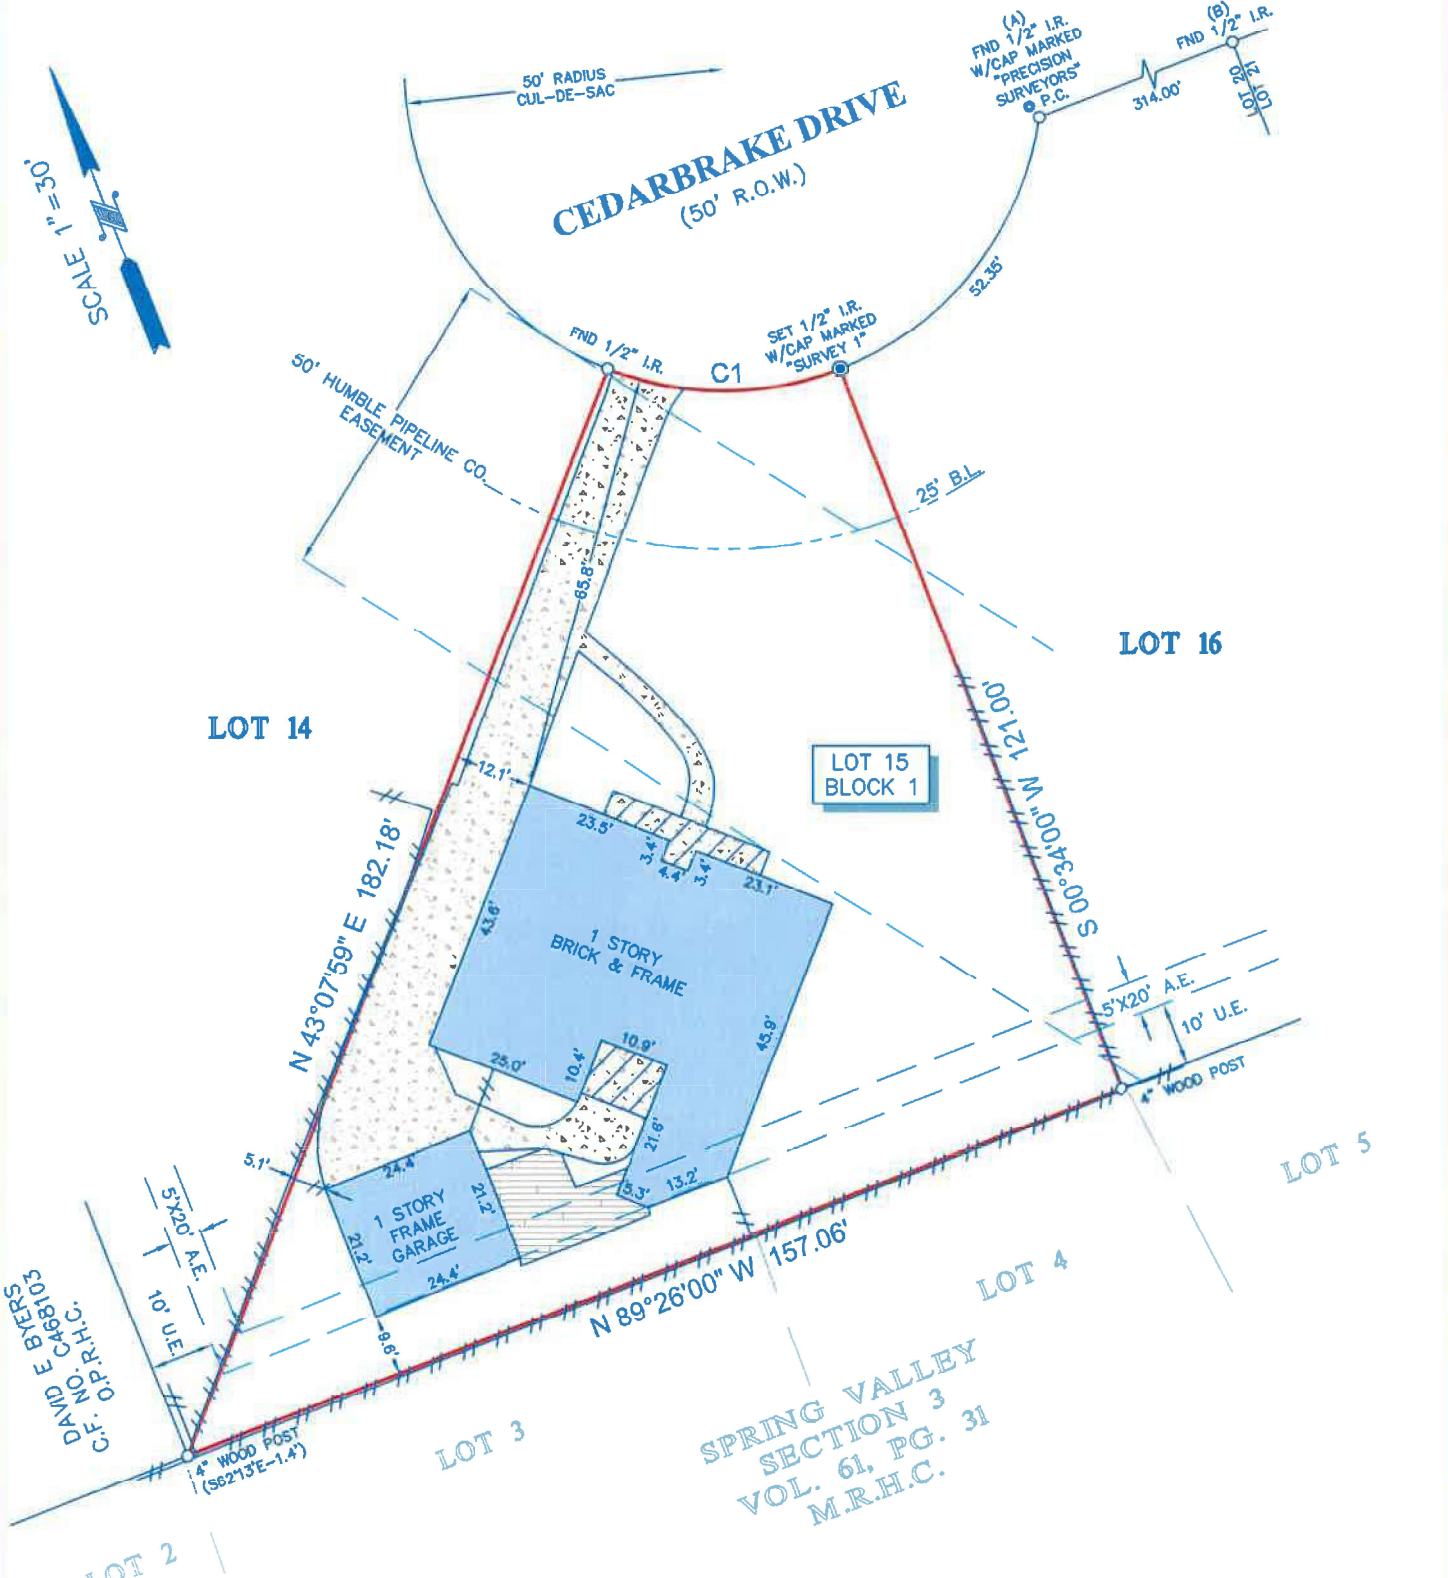 (A)
FND 1/2" I.R.
W/CAP MARKED
"PRECISION
SURVEYORS"
P.C.
(B)
FND 1/2" I.R.
314.00'
LOT 20
LOT 21
50' RADIUS
CUL-DE-SAC
CEDARBRAKE DRIVE
(50' R.O.W.)
SCALE 1"=30'
52.35'
FND 1/2" I.R.
SET 1/2" I.R.
W/CAP MARKED
"SURVEY 1"
C1
50' HUMBLE PIPELINE CO.
EASEMENT
25' B.L.
65.8'
LOT 16
LOT 14
LOT 15
BLOCK 1
S 00°34'00" W 121.00'
12.1'
23.5'
3.4'
4.4'
3.4'
23.1'
N 43°07'59" E 182.18'
43.6'
1 STORY
BRICK & FRAME
45.9'
5'X20' A.E.
10' U.E.
10.9'
10.4'
25.0'
21.6'
4" WOOD POST
5.1'
24.4'
5.3'
13.2'
21.2'
1 STORY
FRAME
GARAGE
21.2'
24.4'
9.6'
5'X20' A.E.
10' U.E.
N 89°26'00" W 157.06'
LOT 5
LOT 4
DAVID E BYERS
C.F. NO. C468103
O.P.R.H.C.
4" WOOD POST
(S62°13'E-1.4')
LOT 3
SPRING VALLEY
SECTION 3
VOL. 61, PG. 31
M.R.H.C.
LOT 2